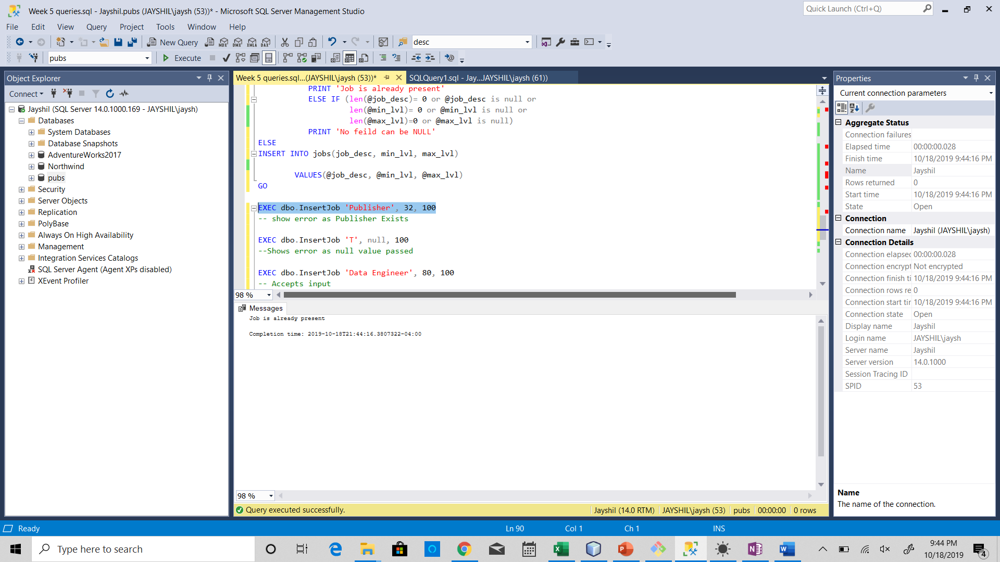 Week 5 queries.sql - Jayshil.pubs (JAYSHIL\jaysh (53))* - Microsoft SQL Server Management Studio
Quick Launch (Ctrl+Q)
File Edit View Query Project Tools Window Help
New Query
MDX DMX XMLA DAX
desc
pubs
Execute
Object Explorer
Connect
Jayshil (SQL Server 14.0.1000.169 - JAYSHIL\jaysh)
Databases
System Databases
Database Snapshots
AdventureWorks2017
Northwind
pubs
Security
Server Objects
Replication
PolyBase
Always On High Availability
Management
Integration Services Catalogs
SQL Server Agent (Agent XPs disabled)
XEvent Profiler
Week 5 queries.sql...(JAYSHIL\jaysh (53))*
SQLQuery1.sql - Jay...JAYSHIL\jaysh (61))
PRINT 'Job is already present'
ELSE IF (len(@job_desc)= 0 or @job_desc is null or
len(@min_lvl)= 0 or @min_lvl is null or
len(@max_lvl)=0 or @max_lvl is null)
PRINT 'No feild can be NULL'
ELSE
INSERT INTO jobs(job_desc, min_lvl, max_lvl)
VALUES(@job_desc, @min_lvl, @max_lvl)
GO
EXEC dbo.InsertJob 'Publisher', 32, 100
-- show error as Publisher Exists
EXEC dbo.InsertJob 'T', null, 100
--Shows error as null value passed
EXEC dbo.InsertJob 'Data Engineer', 80, 100
-- Accepts input
98 %
Messages
Job is already present
Completion time: 2019-10-18T21:44:16.3807322-04:00
98 %
Query executed successfully.
Jayshil (14.0 RTM) JAYSHIL\jaysh (53) pubs 00:00:00 0 rows
Properties
Current connection parameters
Aggregate Status
Connection failures
Elapsed time 00:00:00.028
Finish time 10/18/2019 9:44:16 PM
Name Jayshil
Rows returned 0
Start time 10/18/2019 9:44:16 PM
State Open
Connection
Connection name Jayshil (JAYSHIL\jaysh)
Connection Details
Connection elapsec 00:00:00.028
Connection encrypt Not encrypted
Connection finish ti 10/18/2019 9:44:16 PM
Connection rows re 0
Connection start tir 10/18/2019 9:44:16 PM
Connection state Open
Display name Jayshil
Login name JAYSHIL\jaysh
Server name Jayshil
Server version 14.0.1000
Session Tracing ID
SPID 53
Name
The name of the connection.
Ready
Ln 90 Col 1 Ch 1 INS
Type here to search
9:44 PM
10/18/2019
4